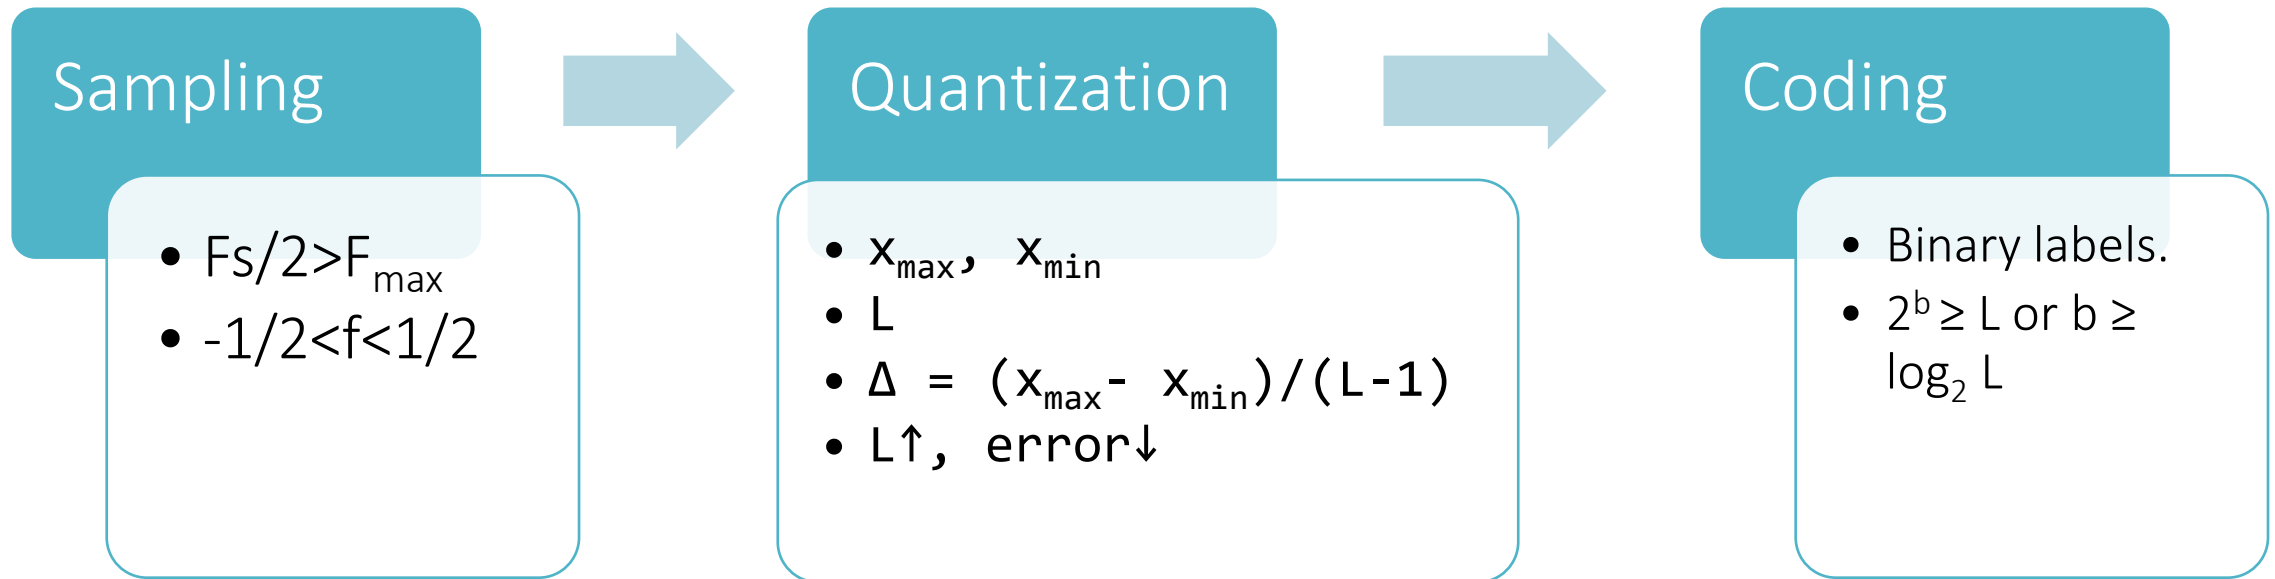 Sampling
• Fs/2>Fₘₐₓ
• -1/2<f<1/2
Quantization
• xₘₐₓ, xₘᵢₙ
• L
• Δ = (xₘₐₓ- xₘᵢₙ)/(L-1)
• L↑, error↓
Coding
• Binary labels.
• 2ᵇ ≥ L or b ≥
log₂ L